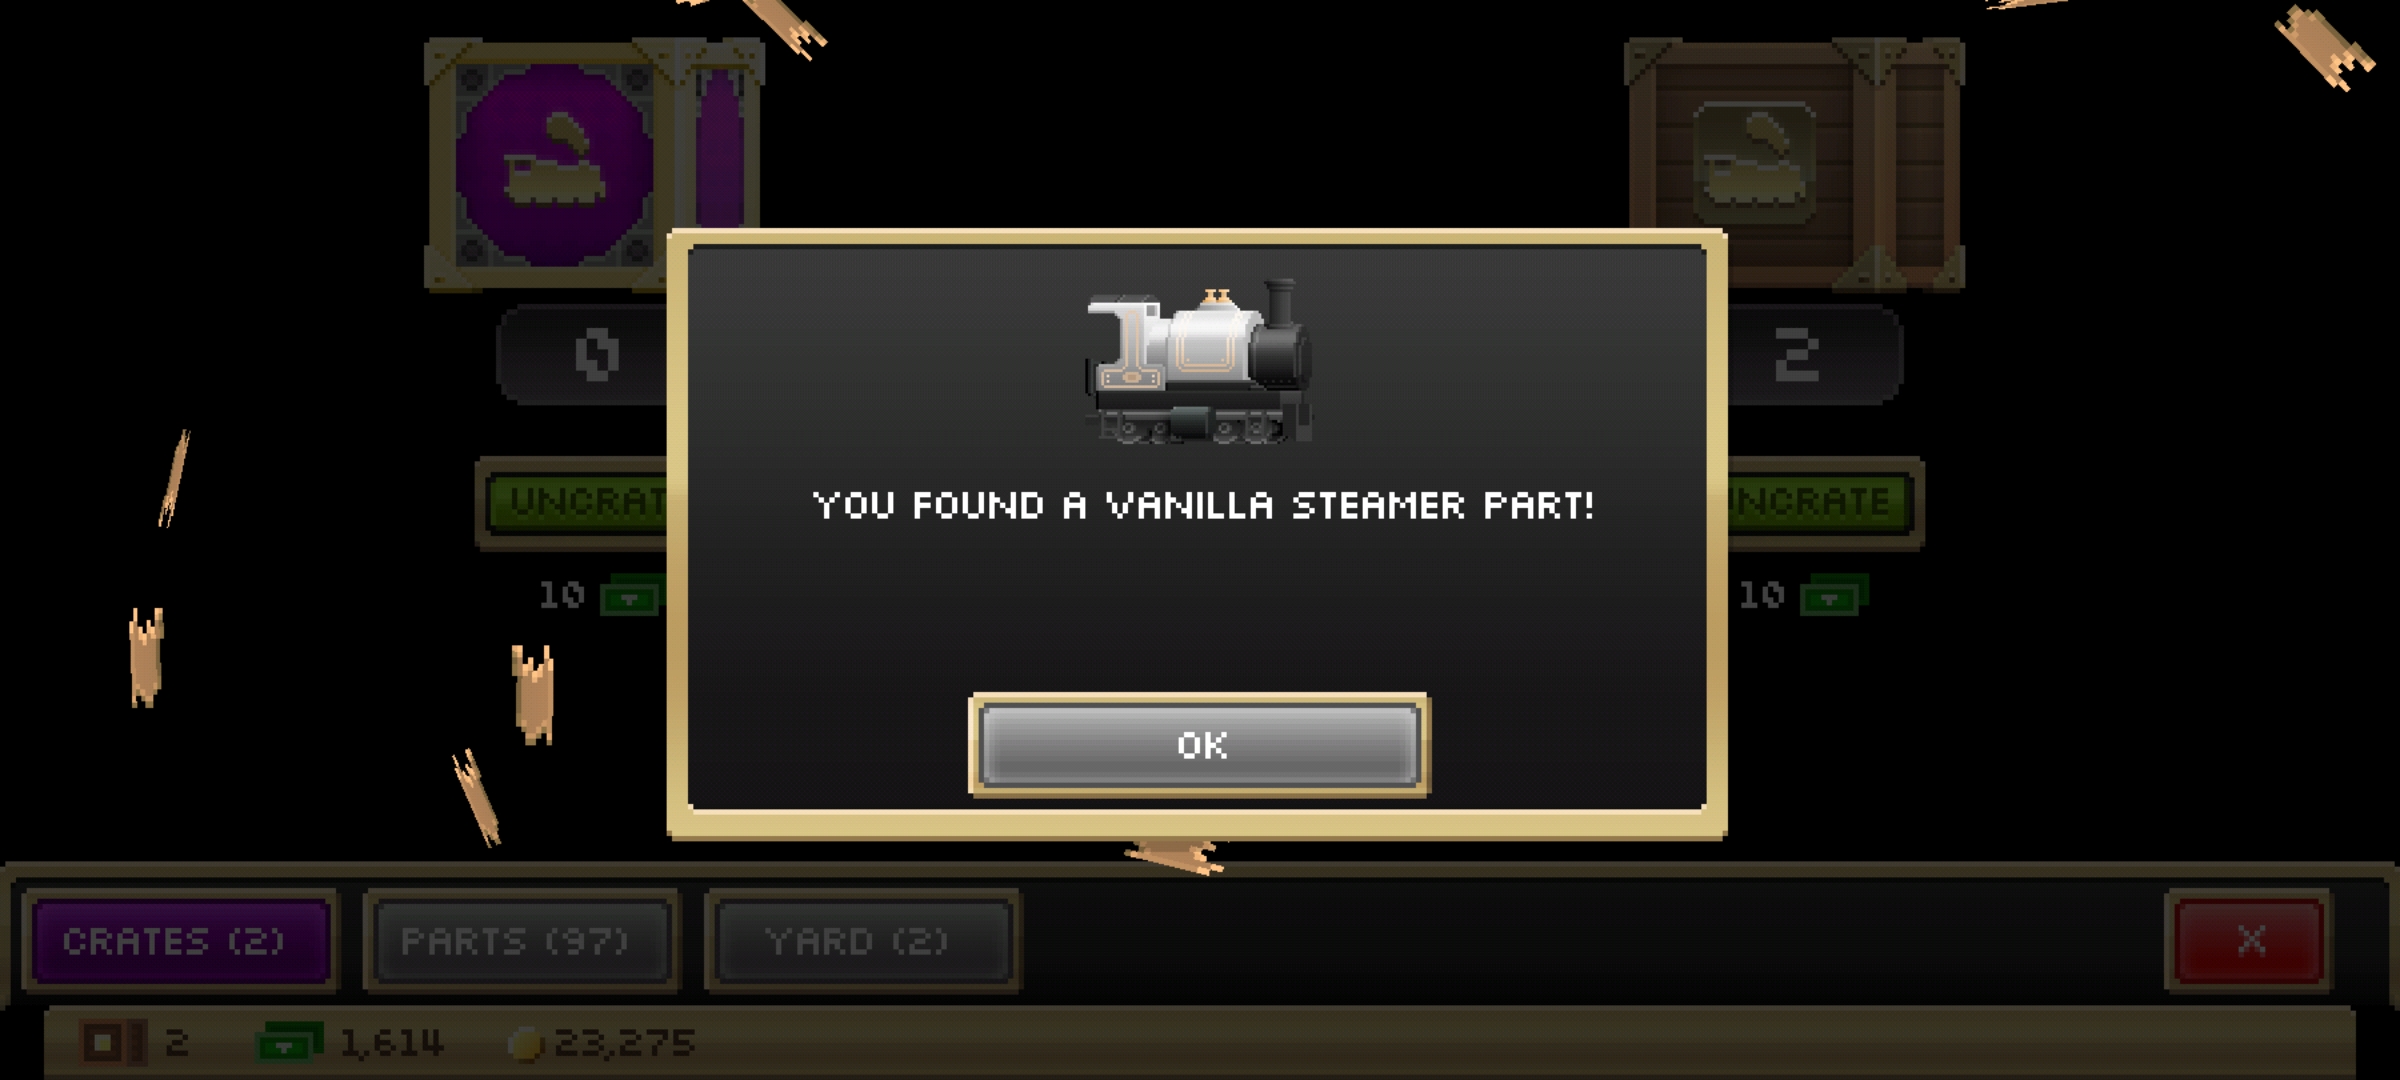 0
2
YOU FOUND A VANILLA STEAMER PART!
UNCRAT
NCRATE
10
10
OK
CRATES (2)
PARTS (97)
YARD (2)
X
2
1,614
23,275